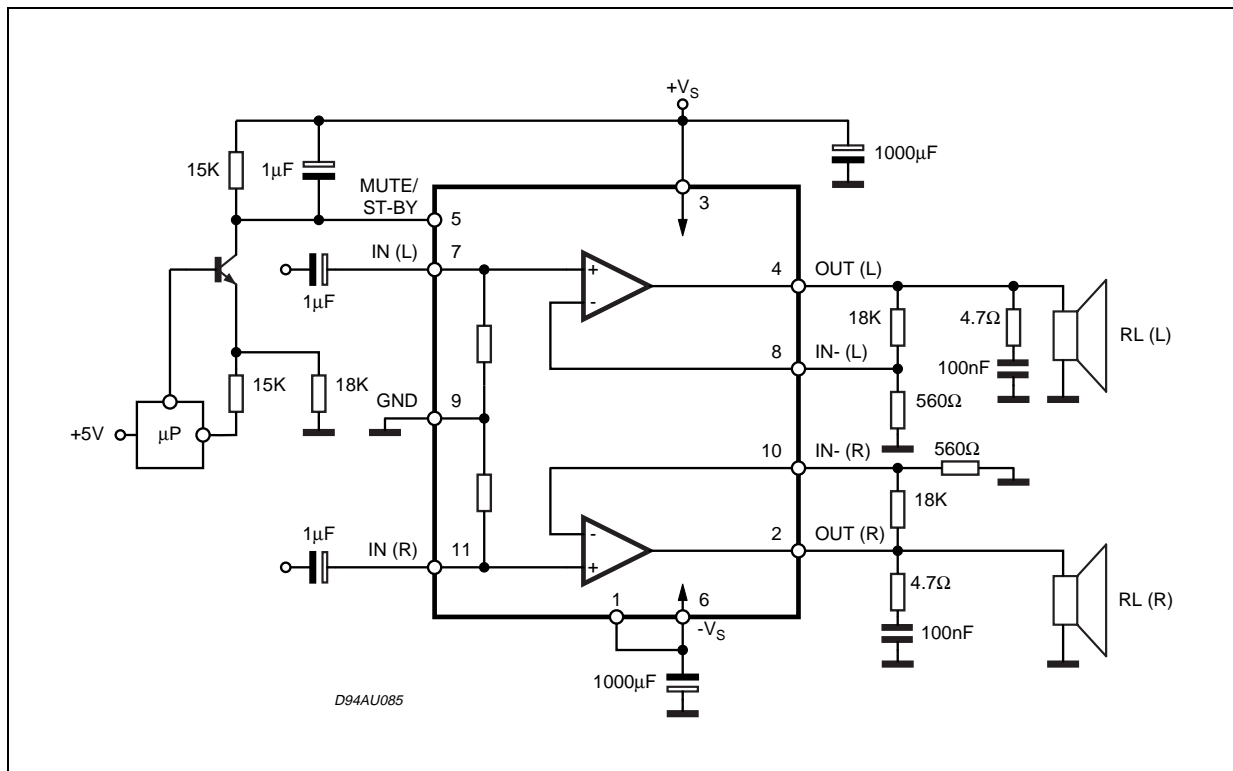 +VS
15K
1µF
1000µF
MUTE/
ST-BY
5
3
IN (L)
7
1µF
4
OUT (L)
18K
4.7Ω
RL (L)
8
IN- (L)
100nF
15K
18K
GND
9
560Ω
+5V
µP
10
IN- (R)
560Ω
18K
1µF
IN (R)
11
2
OUT (R)
4.7Ω
RL (R)
1
6
-VS
100nF
1000µF
D94AU085